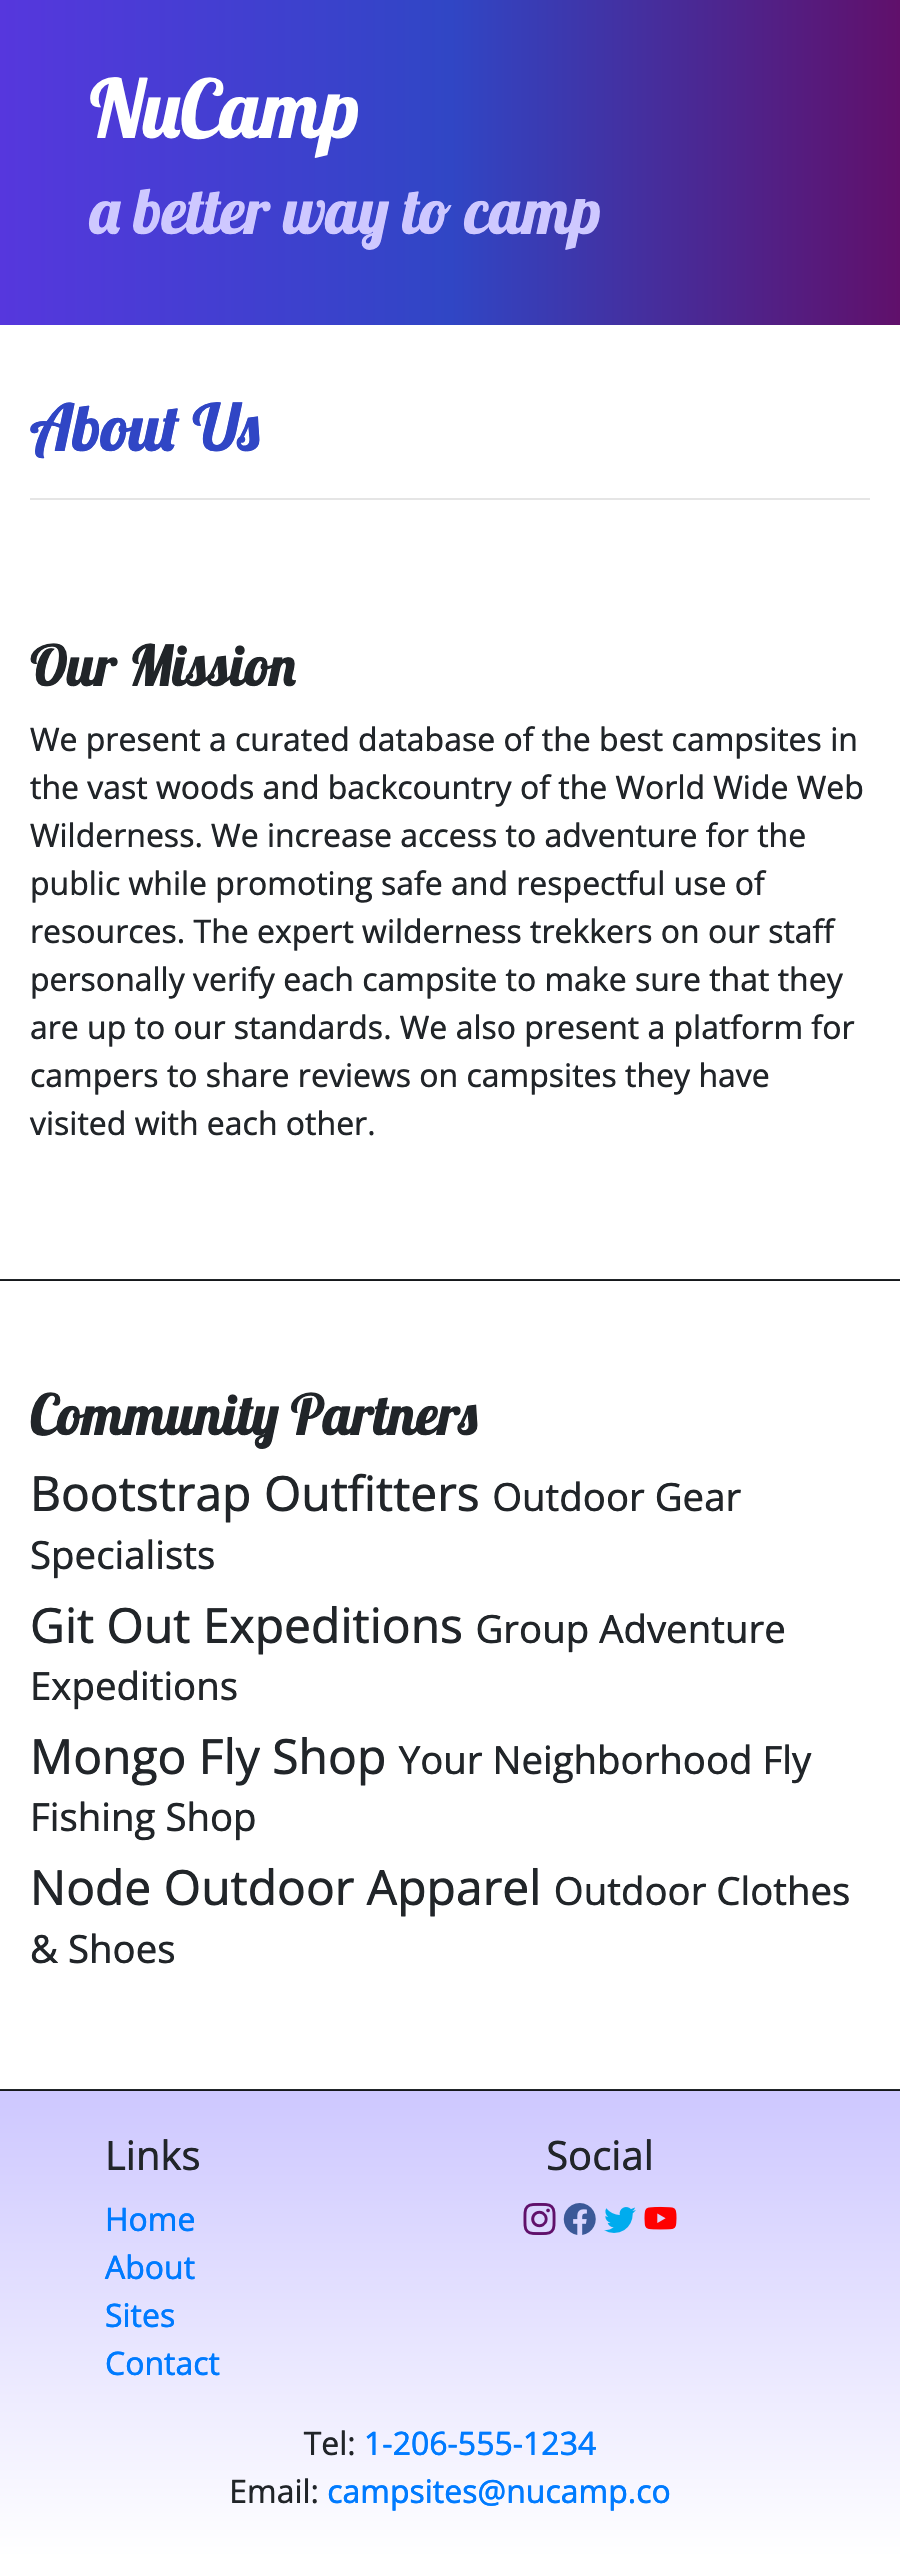 NuCamp
a better way to camp
About Us
Our Mission
We present a curated database of the best campsites in
the vast woods and backcountry of the World Wide Web
Wilderness. We increase access to adventure for the
public while promoting safe and respectful use of
resources. The expert wilderness trekkers on our staff
personally verify each campsite to make sure that they
are up to our standards. We also present a platform for
campers to share reviews on campsites they have
visited with each other.
Community Partners
Bootstrap Outfitters Outdoor Gear
Specialists
Git Out Expeditions Group Adventure
Expeditions
Mongo Fly Shop Your Neighborhood Fly
Fishing Shop
Node Outdoor Apparel Outdoor Clothes
& Shoes
Links
Home
About
Sites
Contact
Social
Tel: 1-206-555-1234
Email: campsites@nucamp.co